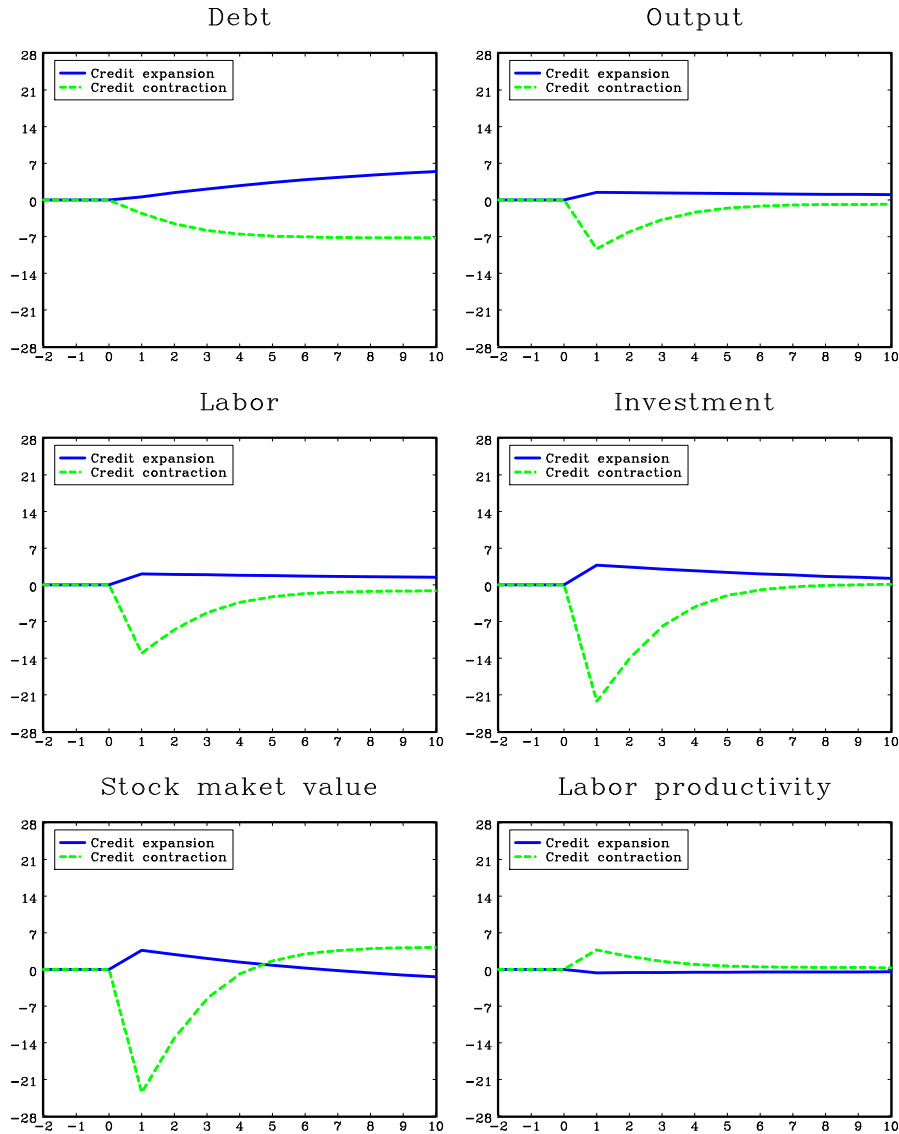 Debt
28
21
14
7
0
−7
−14
−21
−28
−2 −1 0 1 2 3 4 5 6 7 8 9 10
Credit expansion
Credit contraction
Output
28
21
14
7
0
−7
−14
−21
−28
−2 −1 0 1 2 3 4 5 6 7 8 9 10
Credit expansion
Credit contraction
Labor
28
21
14
7
0
−7
−14
−21
−28
−2 −1 0 1 2 3 4 5 6 7 8 9 10
Credit expansion
Credit contraction
Investment
28
21
14
7
0
−7
−14
−21
−28
−2 −1 0 1 2 3 4 5 6 7 8 9 10
Credit expansion
Credit contraction
Stock maket value
28
21
14
7
0
−7
−14
−21
−28
−2 −1 0 1 2 3 4 5 6 7 8 9 10
Credit expansion
Credit contraction
Labor productivity
28
21
14
7
0
−7
−14
−21
−28
−2 −1 0 1 2 3 4 5 6 7 8 9 10
Credit expansion
Credit contraction